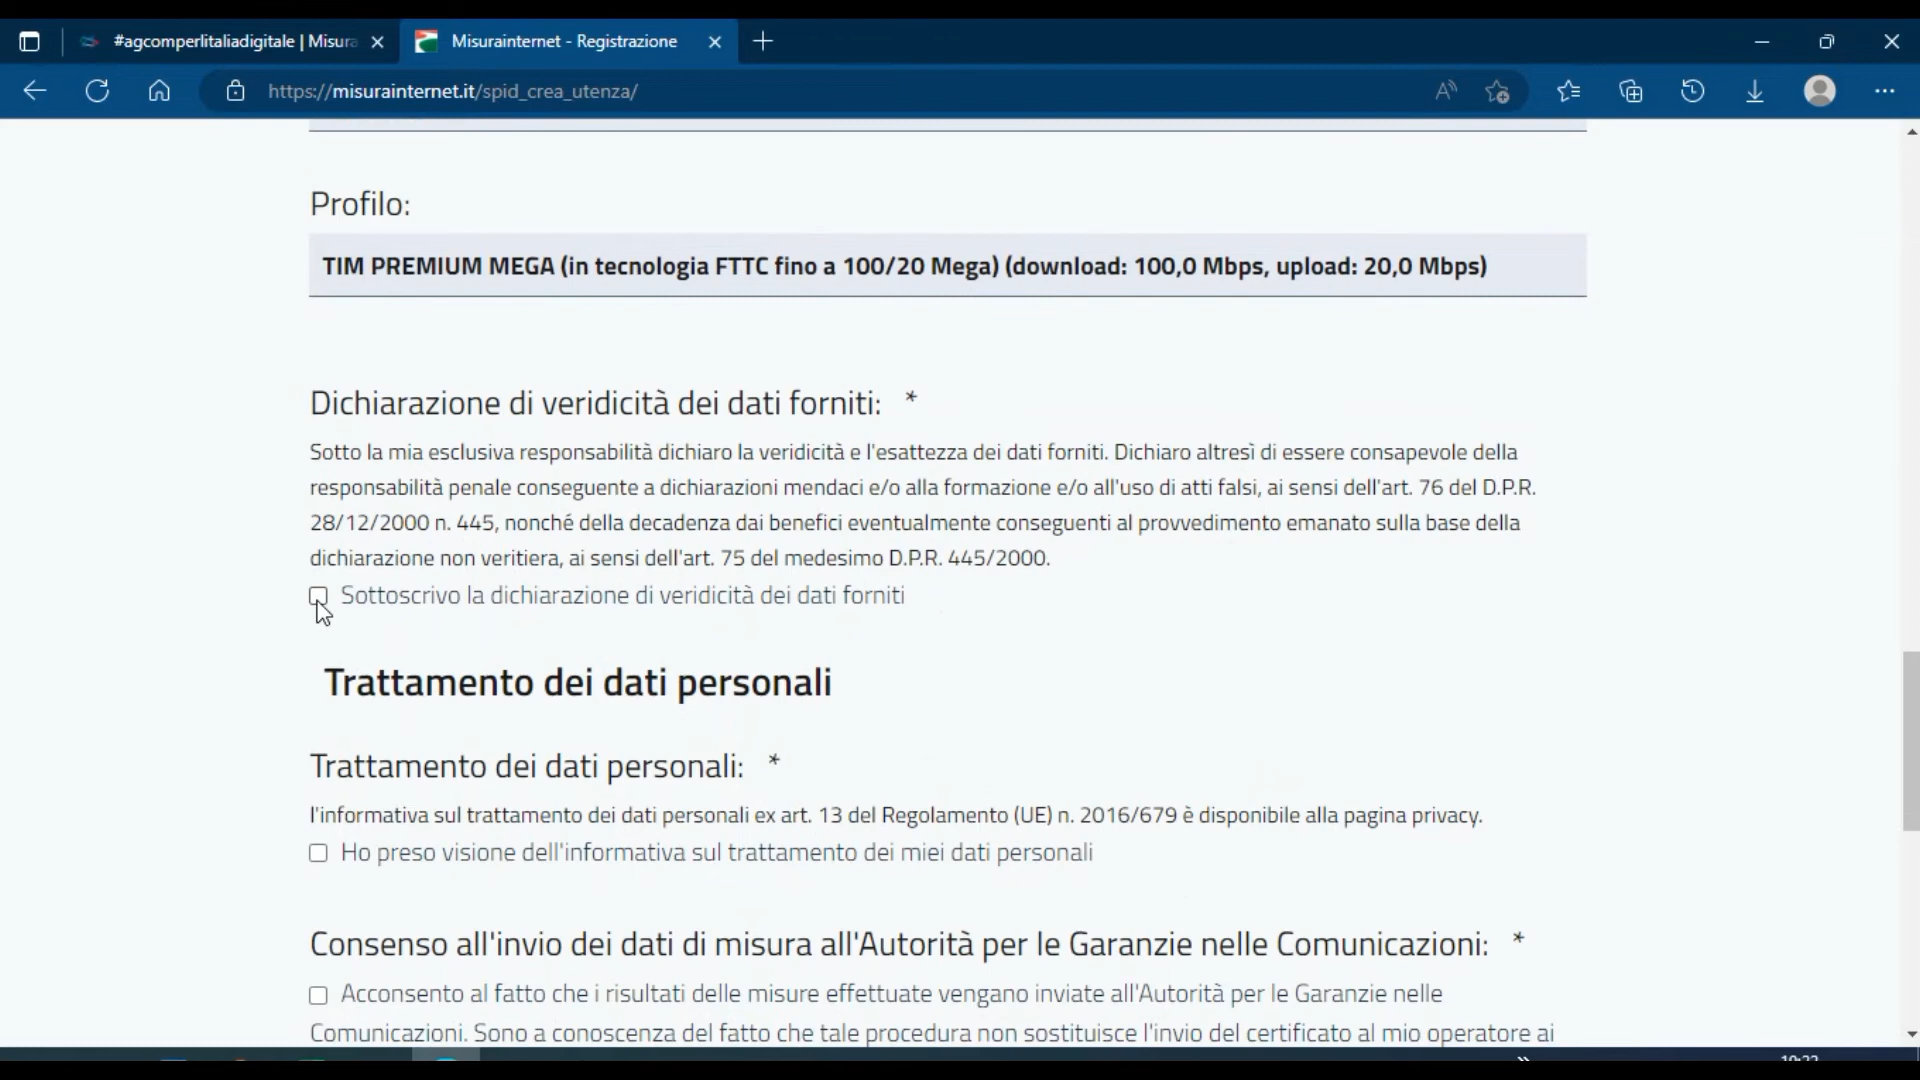 #agcomperlitaliadigitale | Misura
Misurainternet - Registrazione
https://misurainternet.it/spid_crea_utenza/
Profilo:
TIM PREMIUM MEGA (in tecnologia FTTC fino a 100/20 Mega) (download: 100,0 Mbps, upload: 20,0 Mbps)
Dichiarazione di veridicità dei dati forniti: *
Sotto la mia esclusiva responsabilità dichiaro la veridicità e l'esattezza dei dati forniti. Dichiaro altresì di essere consapevole della
responsabilità penale conseguente a dichiarazioni mendaci e/o alla formazione e/o all'uso di atti falsi, ai sensi dell'art. 76 del D.P.R.
28/12/2000 n. 445, nonché della decadenza dai benefici eventualmente conseguenti al provvedimento emanato sulla base della
dichiarazione non veritiera, ai sensi dell'art. 75 del medesimo D.P.R. 445/2000.
Sottoscrivo la dichiarazione di veridicità dei dati forniti
Trattamento dei dati personali
Trattamento dei dati personali: *
l'informativa sul trattamento dei dati personali ex art. 13 del Regolamento (UE) n. 2016/679 è disponibile alla pagina privacy.
Ho preso visione dell'informativa sul trattamento dei miei dati personali
Consenso all'invio dei dati di misura all'Autorità per le Garanzie nelle Comunicazioni: *
Acconsento al fatto che i risultati delle misure effettuate vengano inviate all'Autorità per le Garanzie nelle
Comunicazioni. Sono a conoscenza del fatto che tale procedura non sostituisce l'invio del certificato al mio operatore ai